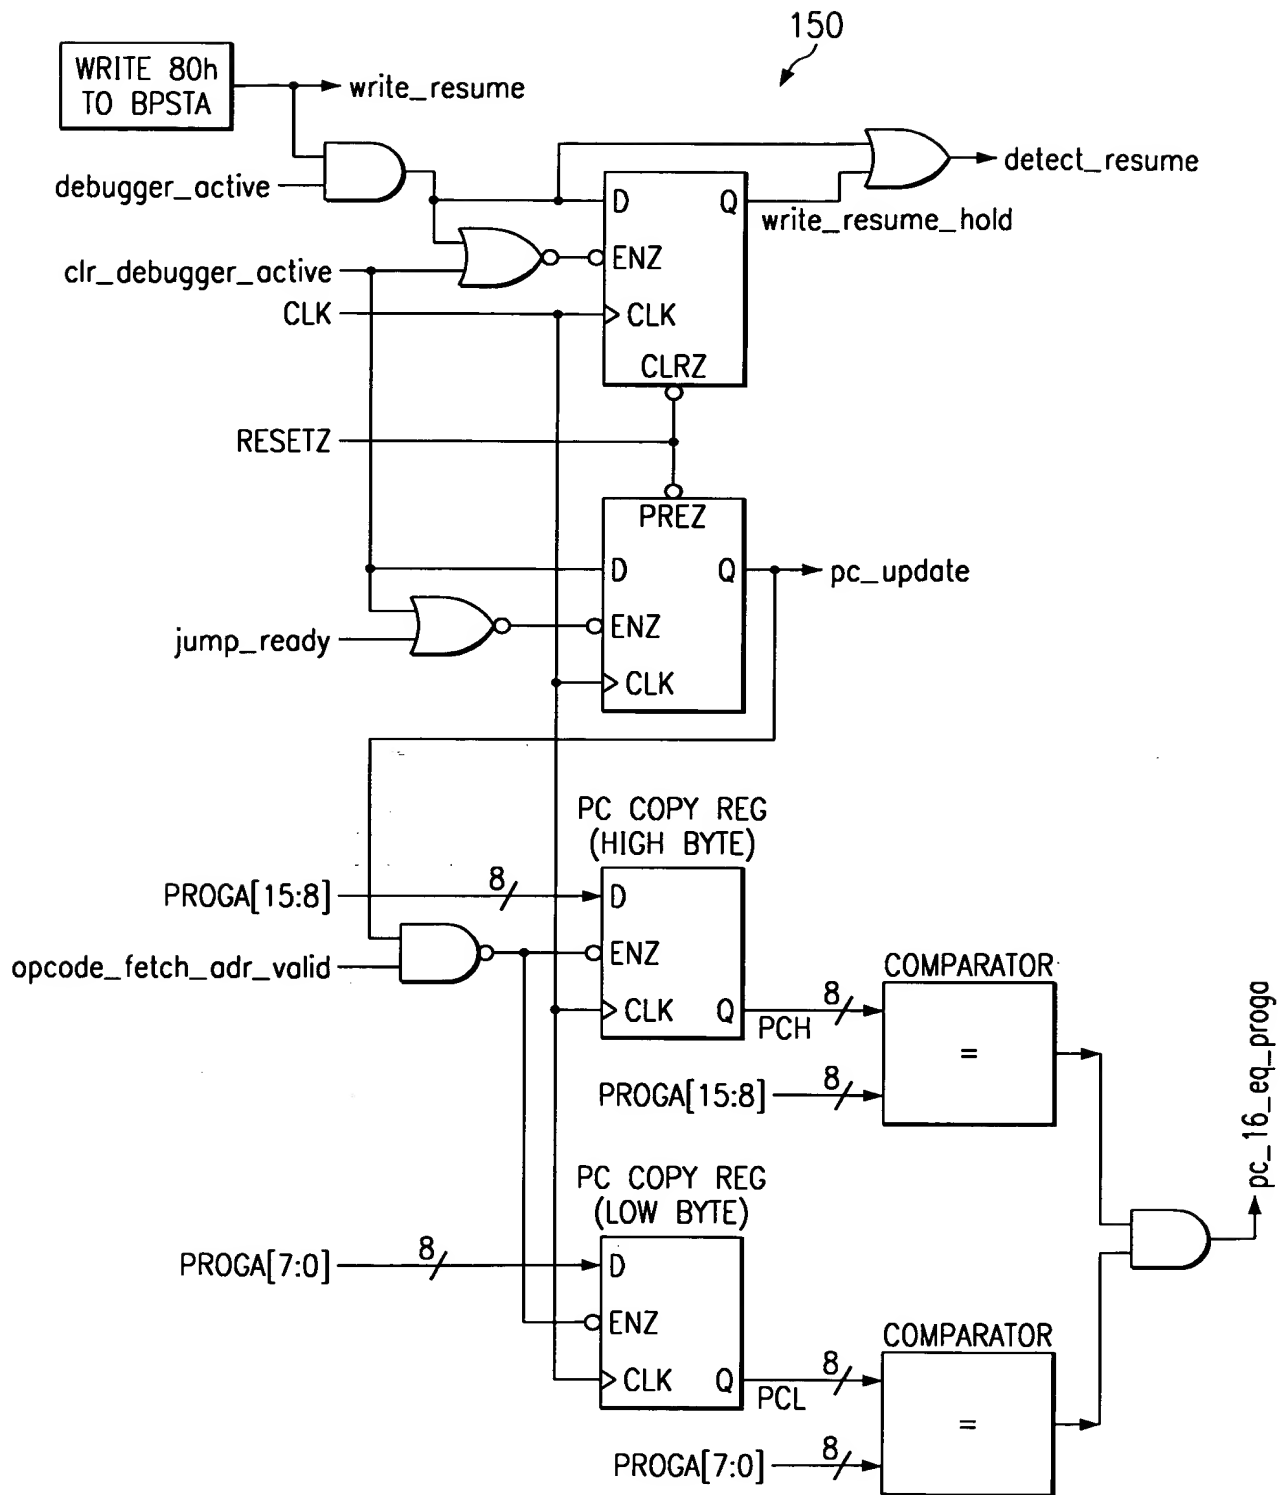 150
WRITE 80h
TO BPSTA
write_resume
debugger_active
detect_resume
D
Q
write_resume_hold
ENZ
clr_debugger_active
CLK
CLK
CLRZ
RESETZ
PREZ
D
Q
pc_update
ENZ
jump_ready
CLK
PC COPY REG
(HIGH BYTE)
PROGA[15:8]
8
D
ENZ
opcode_fetch_adr_valid
CLK
Q
PCH
8
COMPARATOR
=
PROGA[15:8]
8
pc_16_eq_proga
PC COPY REG
(LOW BYTE)
PROGA[7:0]
8
D
ENZ
CLK
Q
PCL
8
COMPARATOR
=
PROGA[7:0]
8